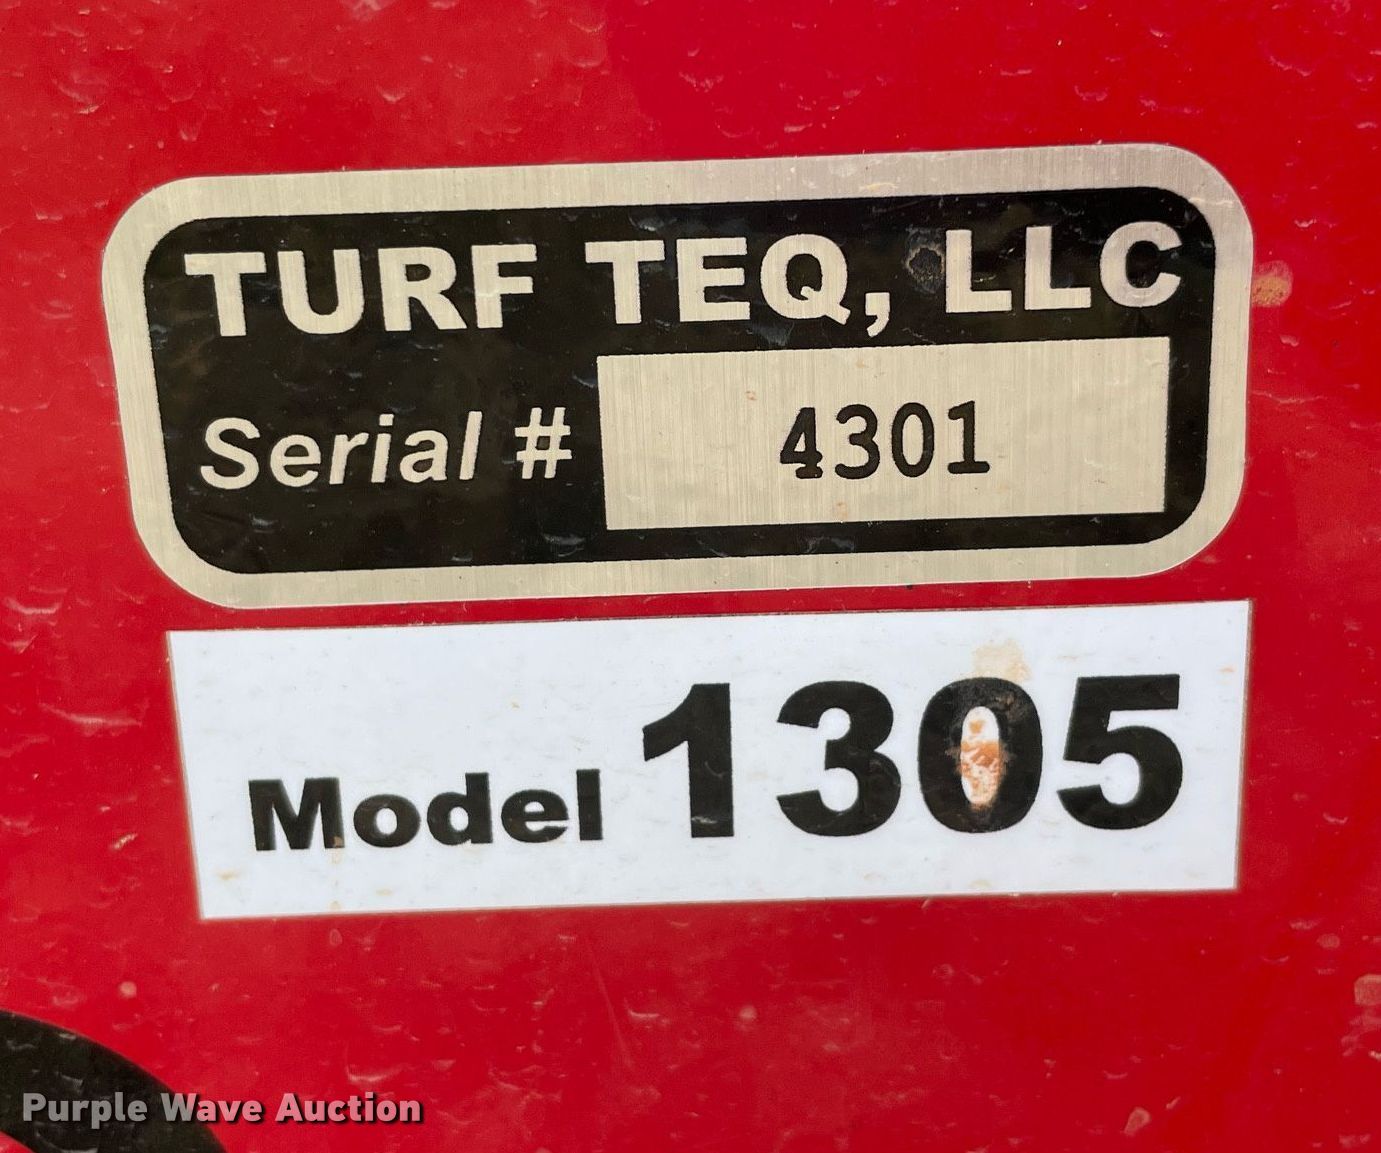 TURF TEQ, LLC
Serial # 4301
Model 1305
Purple Wave Auction